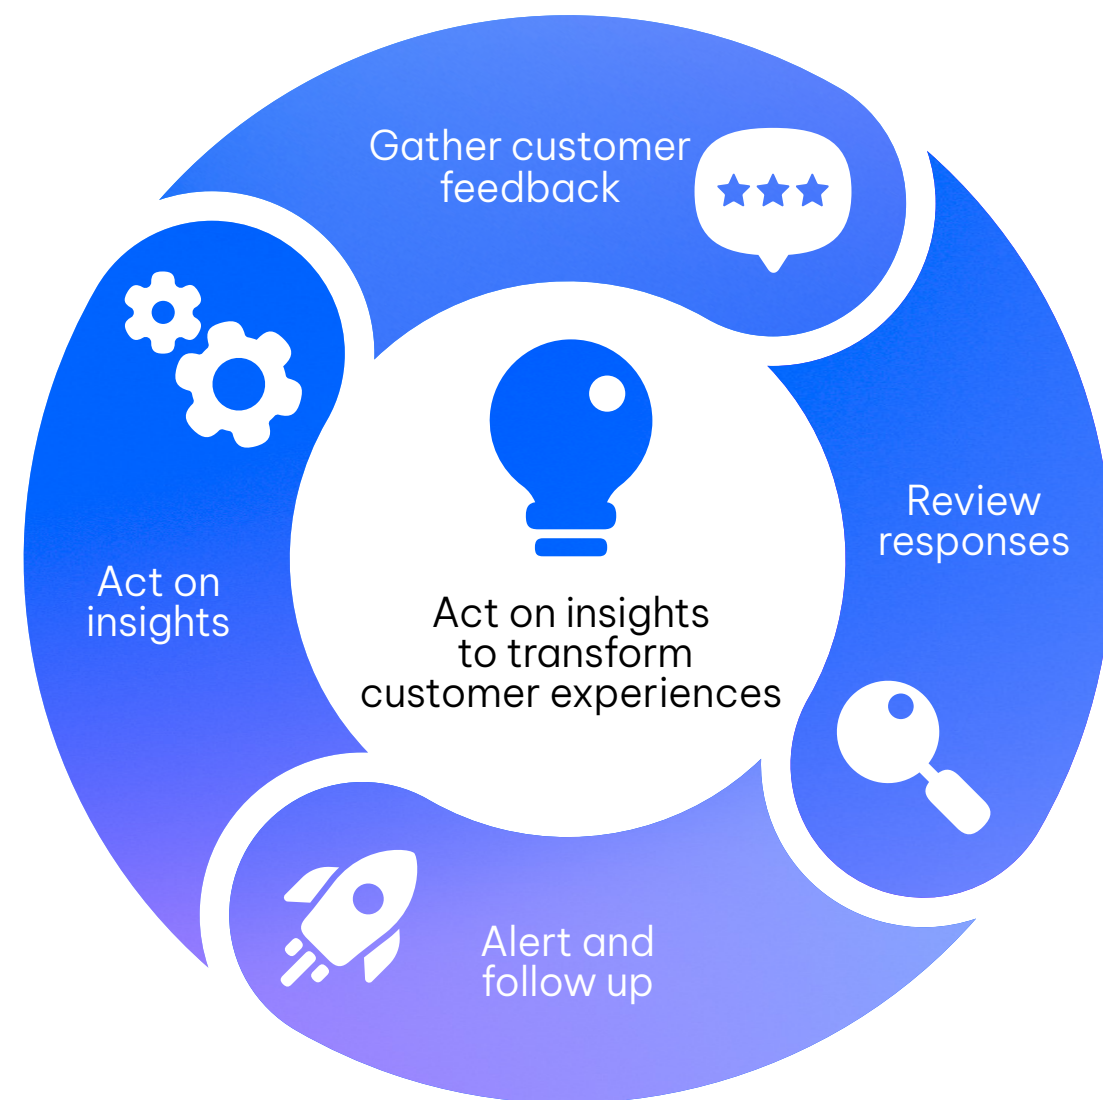 Gather customer
feedback
Review
responses
Act on
insights
Act on insights
to transform
customer experiences
Alert and
follow up